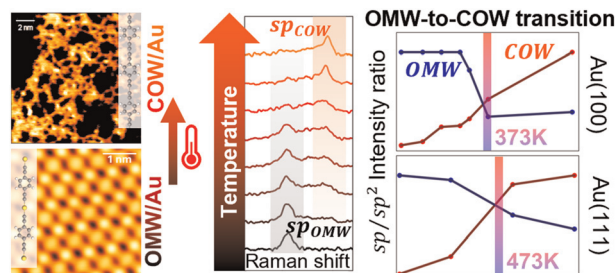 2 nm
COW/Au
1 nm
OMW/Au
Temperature
sp_COW
sp_OMW
Raman shift
OMW-to-COW transition
sp/sp² Intensity ratio
OMW
COW
373K
Au(100)
473K
Au(111)